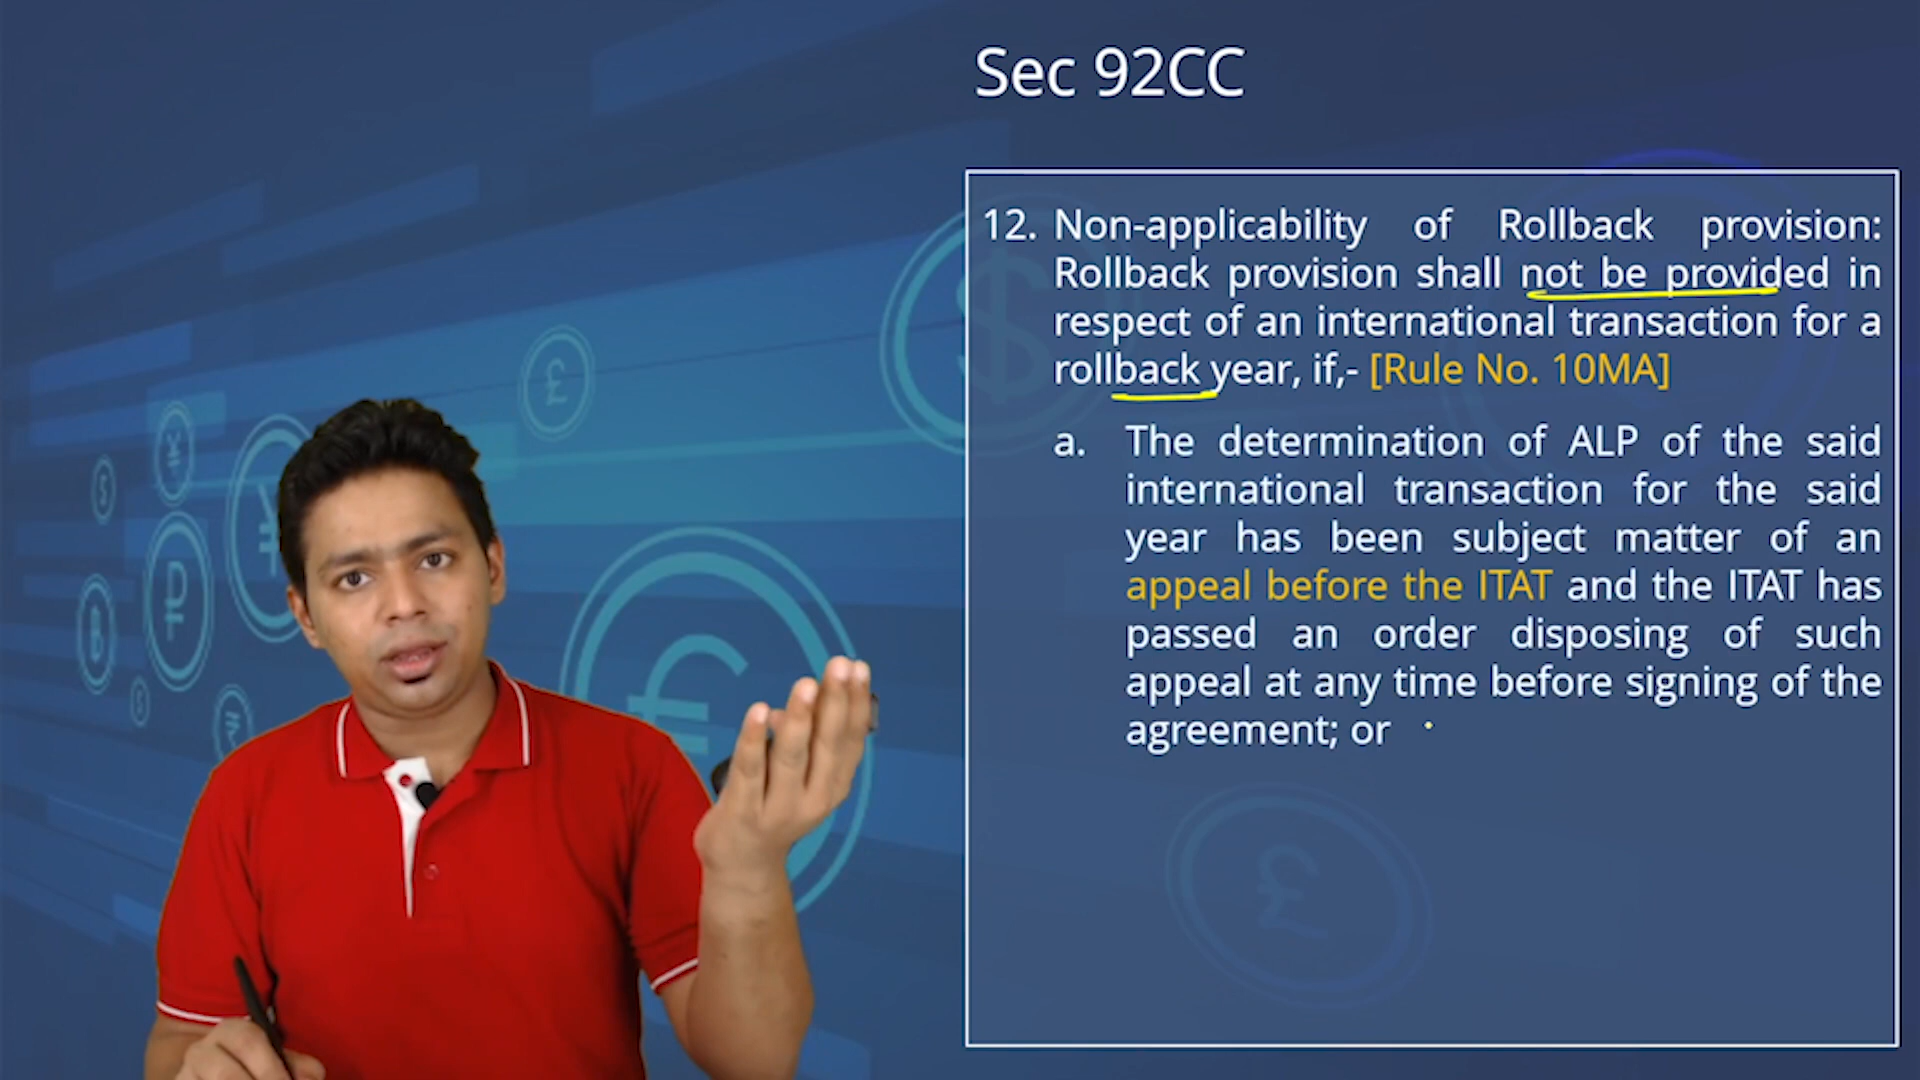 Sec 92CC
12. Non-applicability of Rollback provision:
Rollback provision shall not be provided in
respect of an international transaction for a
rollback year, if,- [Rule No. 10MA]
a. The determination of ALP of the said
international transaction for the said
year has been subject matter of an
appeal before the ITAT and the ITAT has
passed an order disposing of such
appeal at any time before signing of the
agreement; or